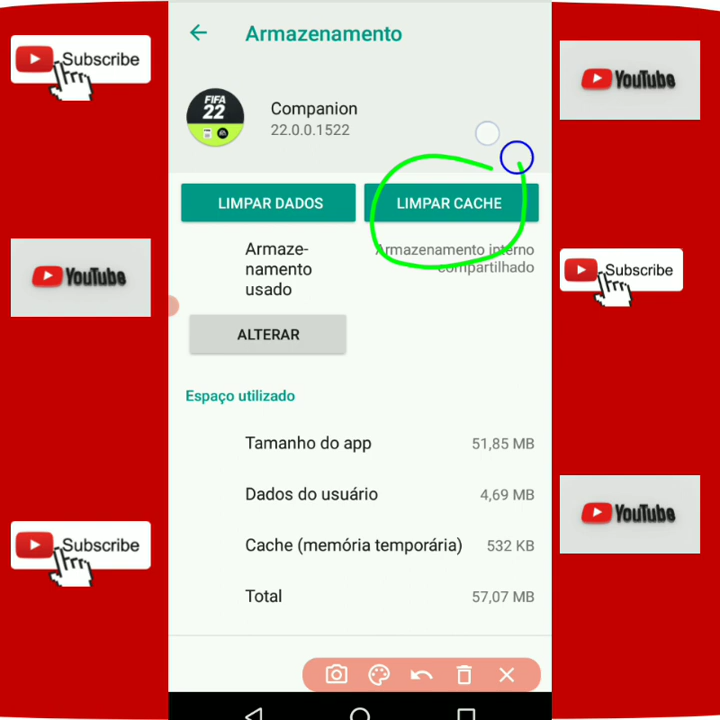 Armazenamento
Subscribe
YouTube
FIFA
22
Companion
22.0.0.1522
LIMPAR DADOS
LIMPAR CACHE
Armaze-
namento
usado
Armazenamento interno
compartilhado
YouTube
Subscribe
ALTERAR
Espaço utilizado
Tamanho do app
51,85 MB
Dados do usuário
4,69 MB
YouTube
Cache (memória temporária)
532 KB
Subscribe
Total
57,07 MB